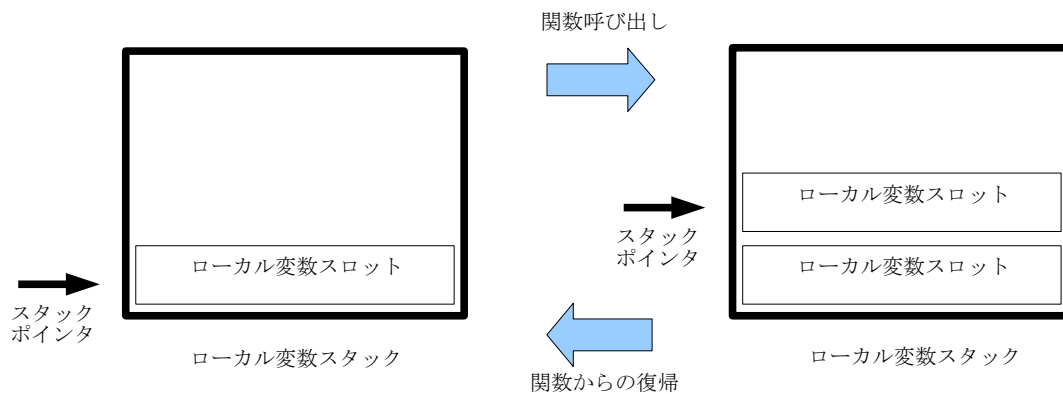 関数呼び出し
ローカル変数スロット
スタック
ポインタ
ローカル変数スタック
ローカル変数スロット
ローカル変数スロット
スタック
ポインタ
ローカル変数スタック
関数からの復帰